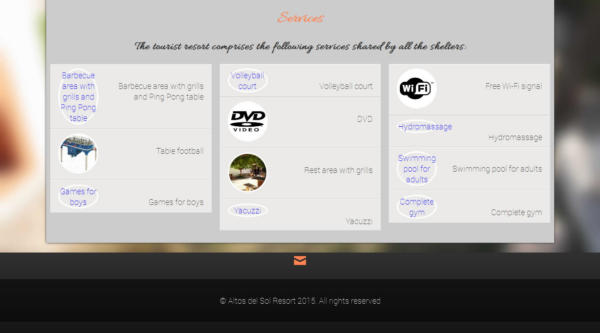 Services
The tourist resort comprises the following services shared by all the shelters:
Barbecue
area with
grills and
Ping Pong
table
Barbecue area with grills
and Ping Pong table
Table football
Games for
boys
Games for boys
Volleyball
court
Volleyball court
DVD
VIDEO
DVD
Rest area with grills
Yacuzzi
Yacuzzi
Wi Fi
Free Wi-Fi signal
Hydromassage
Hydromassage
Swimming
pool for
adults
Swimming pool for adults
Complete
gym
Complete gym
© Altos del Sol Resort 2015. All rights reserved